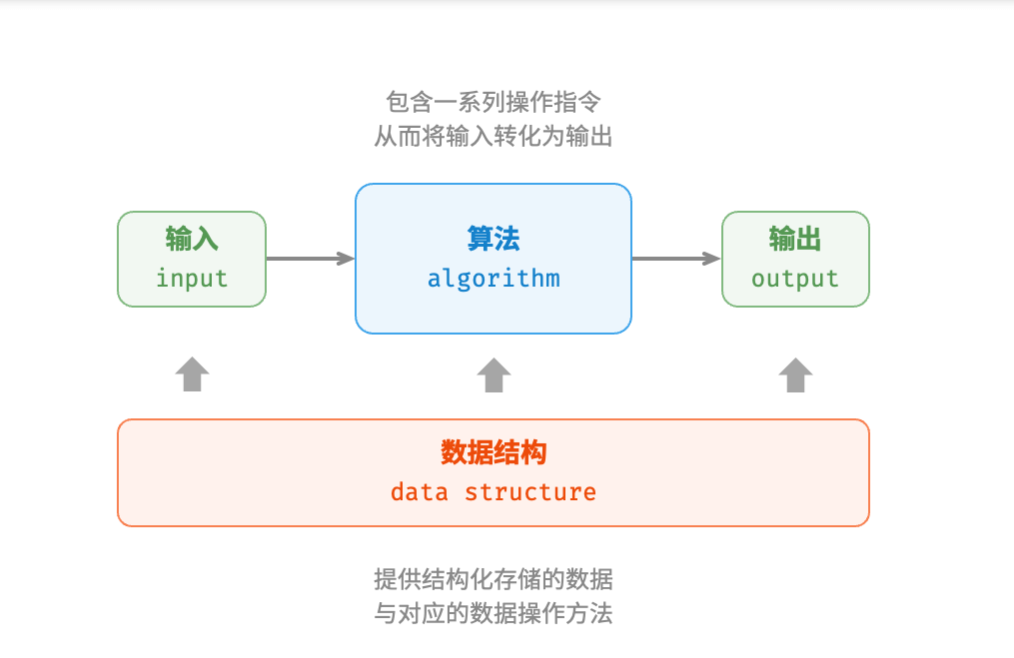 包含一系列操作指令
从而将输入转化为输出
输入
input
算法
algorithm
输出
output
数据结构
data structure
提供结构化存储的数据
与对应的数据操作方法